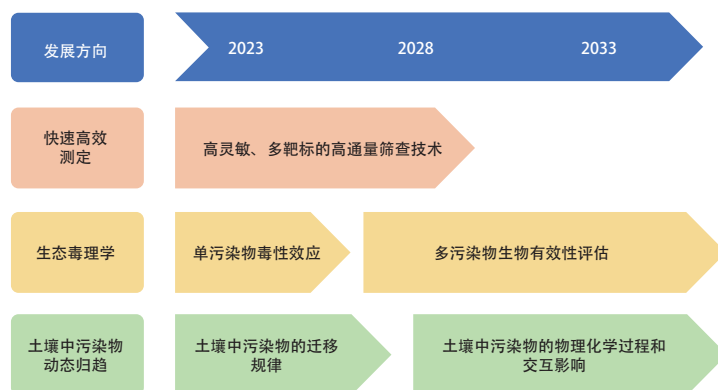 发展方向
2023
2028
2033
快速高效
测定
高灵敏、多靶标的高通量筛查技术
生态毒理学
单污染物毒性效应
多污染物生物有效性评估
土壤中污染物
动态归趋
土壤中污染物的迁移
规律
土壤中污染物的物理化学过程和
交互影响